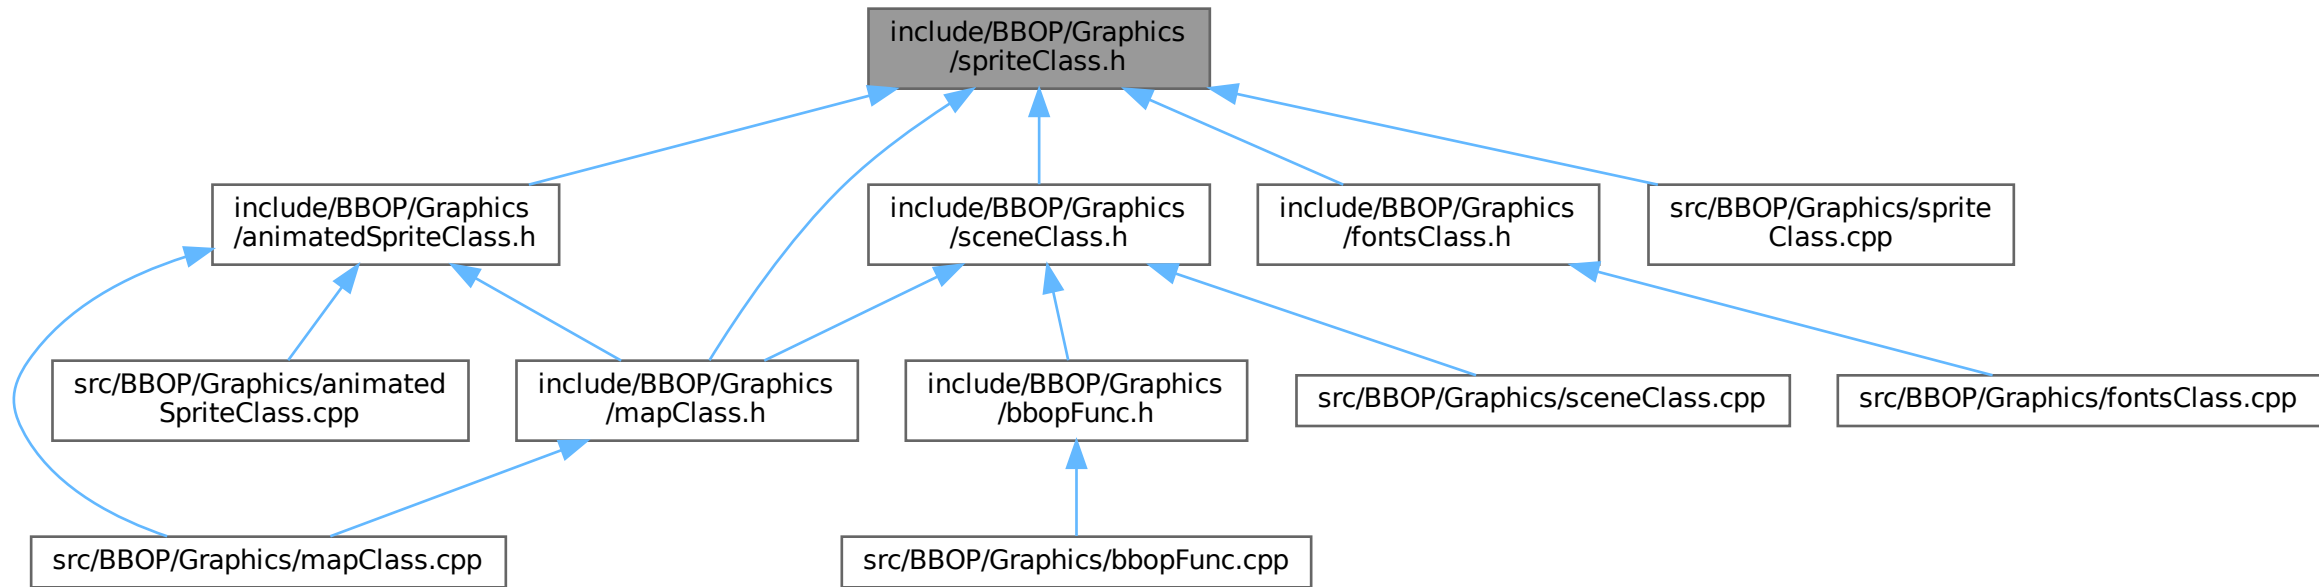 include/BBOP/Graphics
/spriteClass.h
include/BBOP/Graphics
/animatedSpriteClass.h
include/BBOP/Graphics
/sceneClass.h
include/BBOP/Graphics
/fontsClass.h
src/BBOP/Graphics/sprite
Class.cpp
src/BBOP/Graphics/animated
SpriteClass.cpp
include/BBOP/Graphics
/mapClass.h
include/BBOP/Graphics
/bbopFunc.h
src/BBOP/Graphics/sceneClass.cpp
src/BBOP/Graphics/fontsClass.cpp
src/BBOP/Graphics/mapClass.cpp
src/BBOP/Graphics/bbopFunc.cpp